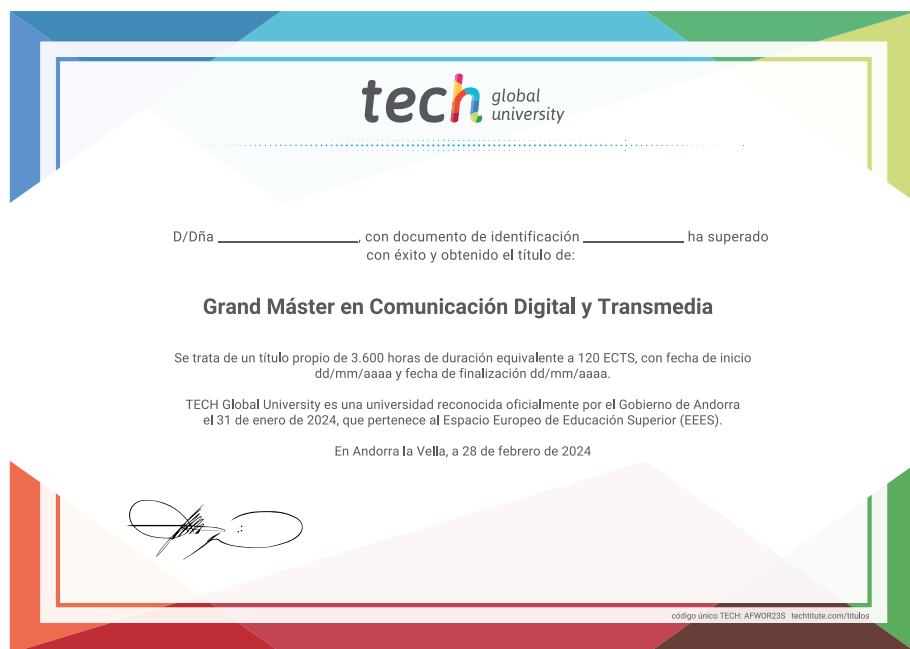 tech global university
D/Dña ____________________, con documento de identificación ______________ ha superado
con éxito y obtenido el título de:
Grand Máster en Comunicación Digital y Transmedia
Se trata de un título propio de 3.600 horas de duración equivalente a 120 ECTS, con fecha de inicio
dd/mm/aaaa y fecha de finalización dd/mm/aaaa.
TECH Global University es una universidad reconocida oficialmente por el Gobierno de Andorra
el 31 de enero de 2024, que pertenece al Espacio Europeo de Educación Superior (EEES).
En Andorra la Vella, a 28 de febrero de 2024
código único TECH: AFWOR23S techtitute.com/titulos